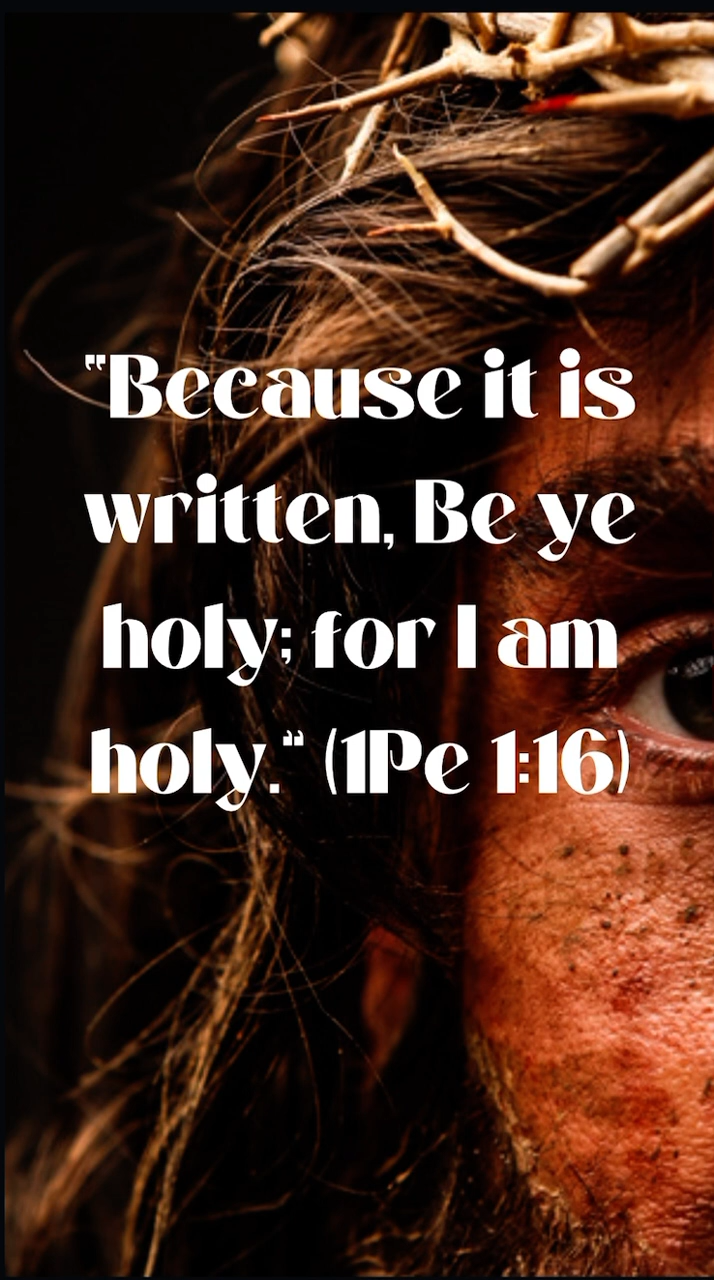 "Because it is
written, Be ye
holy; for I am
holy." (1Pe 1:16)